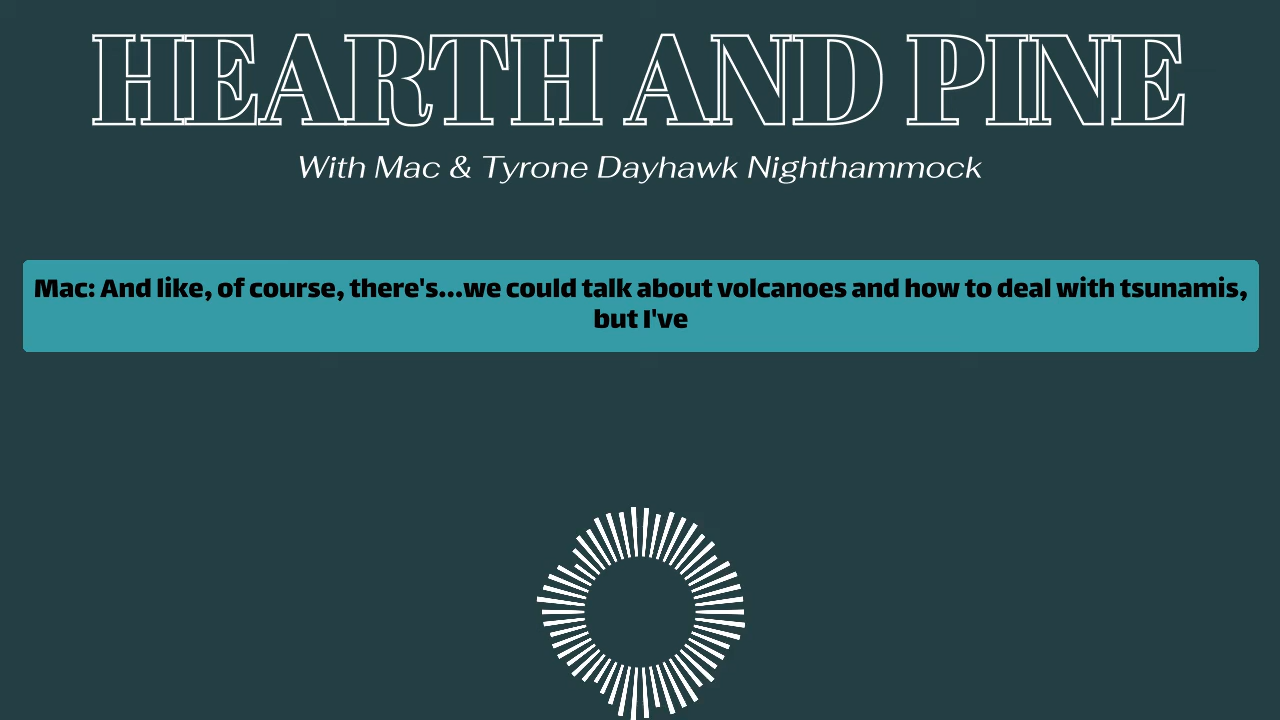 HEARTH AND PINE
With Mac & Tyrone Dayhawk Nighthammock
Mac: And like, of course, there's...we could talk about volcanoes and how to deal with tsunamis,
but I've